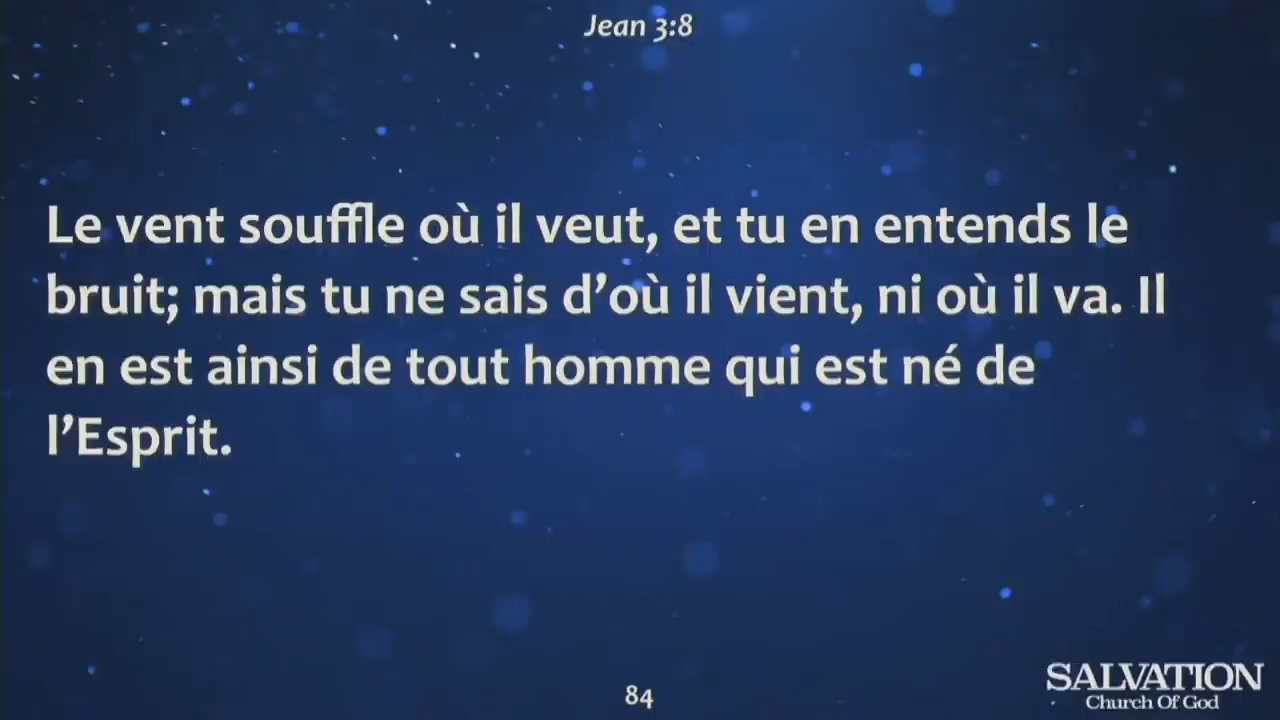 Jean 3:8
Le vent souffle où il veut, et tu en entends le
bruit; mais tu ne sais d’où il vient, ni où il va. Il
en est ainsi de tout homme qui est né de
l’Esprit.
84
SALVATION
Church Of God